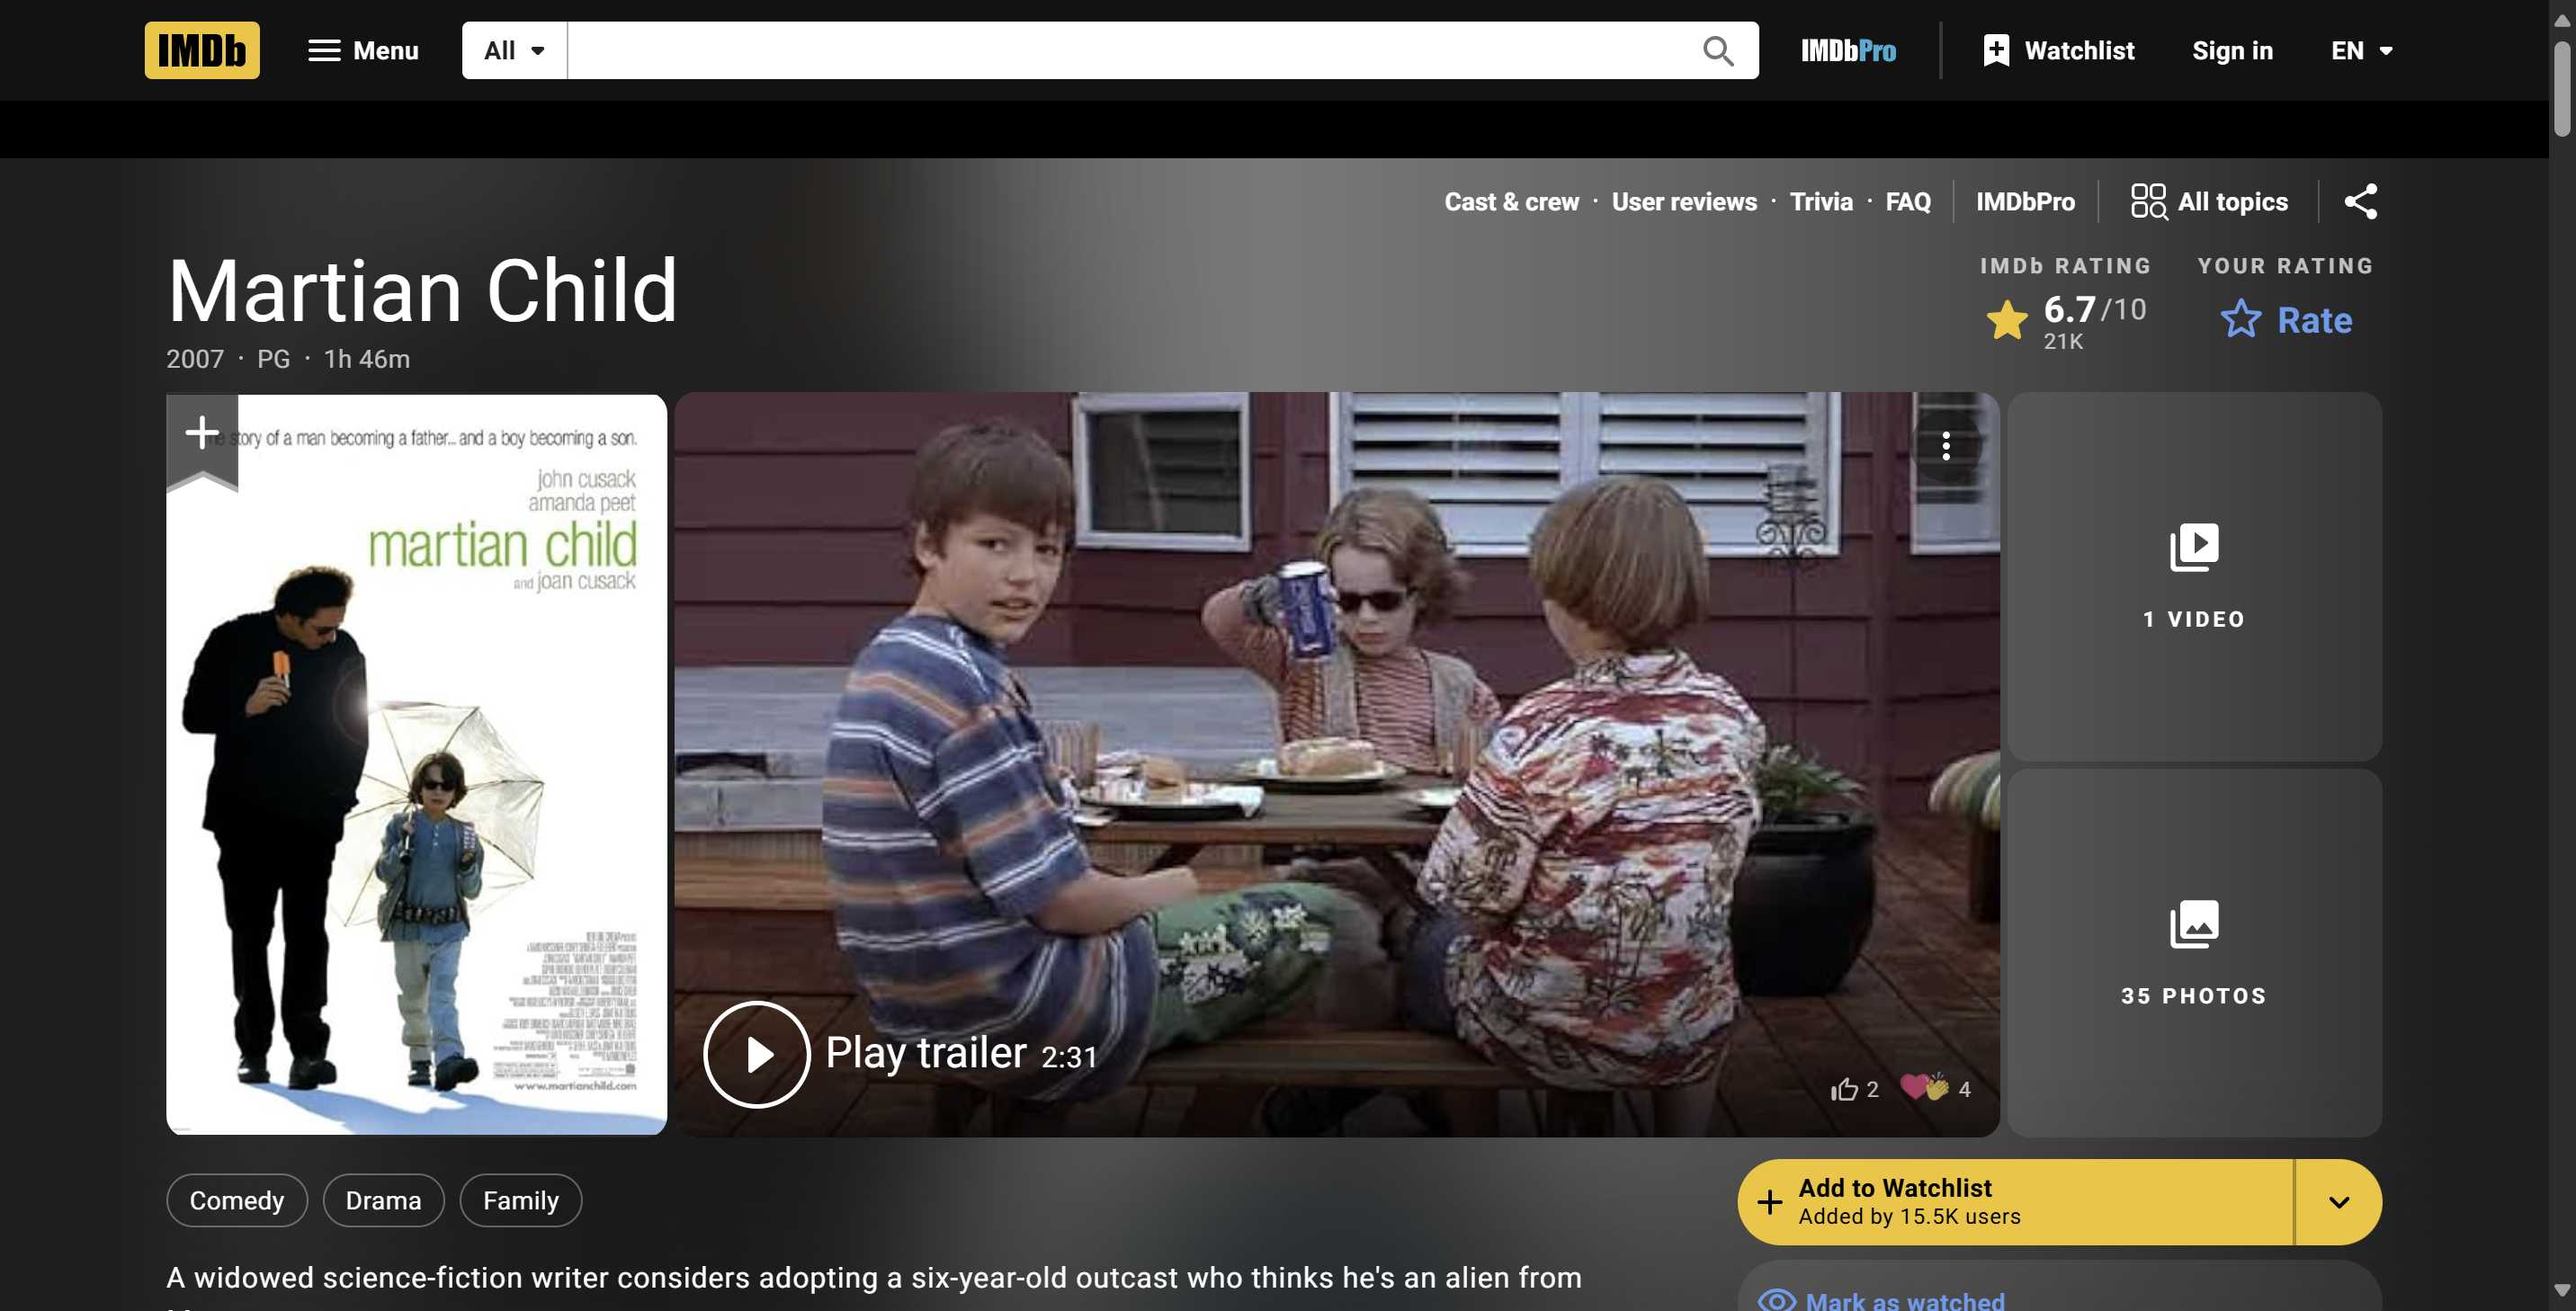 IMDb
Menu
All
IMDbPro
Watchlist
Sign in
EN
Cast & crew · User reviews · Trivia · FAQ
IMDbPro
All topics
Martian Child
2007 · PG · 1h 46m
IMDb RATING
6.7/10
21K
YOUR RATING
Rate
story of a man becoming a father... and a boy becoming a son.
john cusack
amanda peet
martian child
and joan cusack
www.martianchild.com
Play trailer 2:31
2
4
1 VIDEO
35 PHOTOS
Comedy
Drama
Family
Add to Watchlist
Added by 15.5K users
A widowed science-fiction writer considers adopting a six-year-old outcast who thinks he's an alien from
Mark as watched